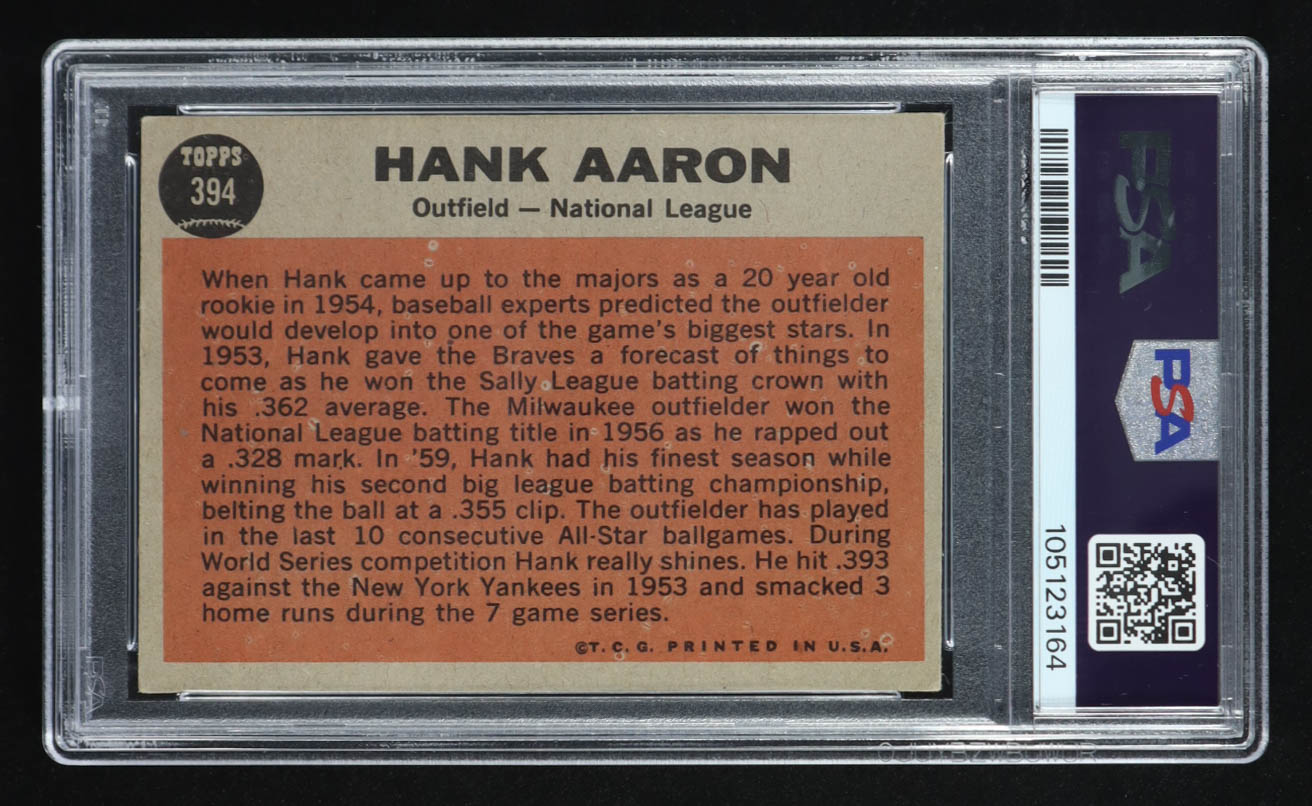 TOPPS
394
HANK AARON
Outfield — National League
When Hank came up to the majors as a 20 year old
rookie in 1954, baseball experts predicted the outfielder
would develop into one of the game's biggest stars. In
1953, Hank gave the Braves a forecast of things to
come as he won the Sally League batting crown with
his .362 average. The Milwaukee outfielder won the
National League batting title in 1956 as he rapped out
a .328 mark. In '59, Hank had his finest season while
winning his second big league batting championship,
belting the ball at a .355 clip. The outfielder has played
in the last 10 consecutive All-Star ballgames. During
World Series competition Hank really shines. He hit .393
against the New York Yankees in 1953 and smacked 3
home runs during the 7 game series.
©T. C. G. PRINTED IN U.S.A.
PSA
PSA
105123164